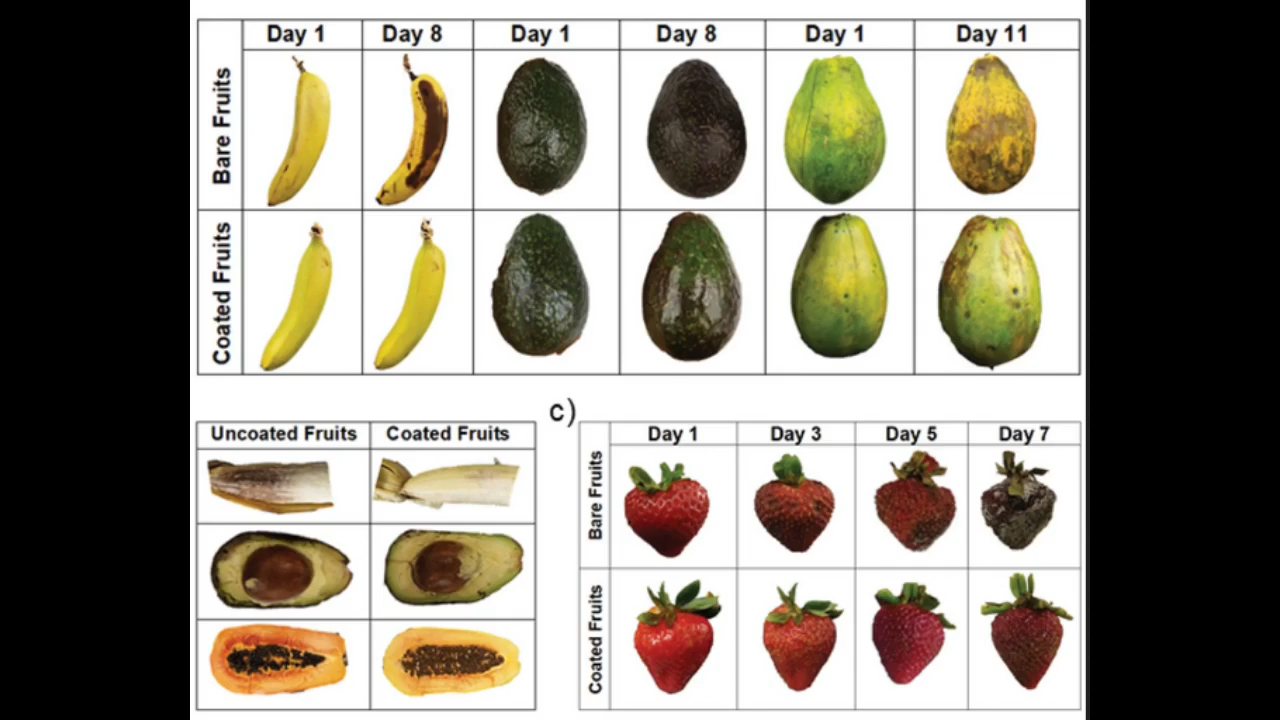 Day 1 Day 8 Day 1 Day 8 Day 1 Day 11
Bare Fruits
Coated Fruits
Uncoated Fruits Coated Fruits
c)
Day 1 Day 3 Day 5 Day 7
Bare Fruits
Coated Fruits